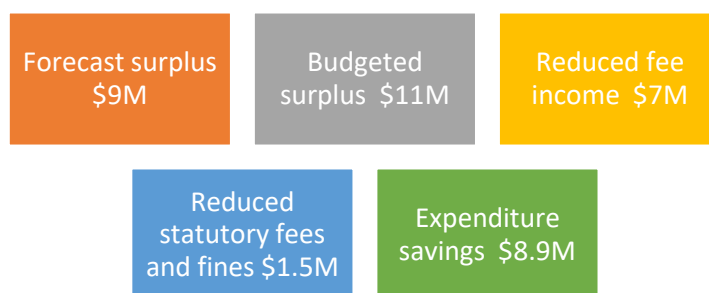 Forecast surplus
$9M
Budgeted
surplus  $11M
Reduced fee
income  $7M
Reduced
statutory fees
and fines $1.5M
Expenditure
savings  $8.9M